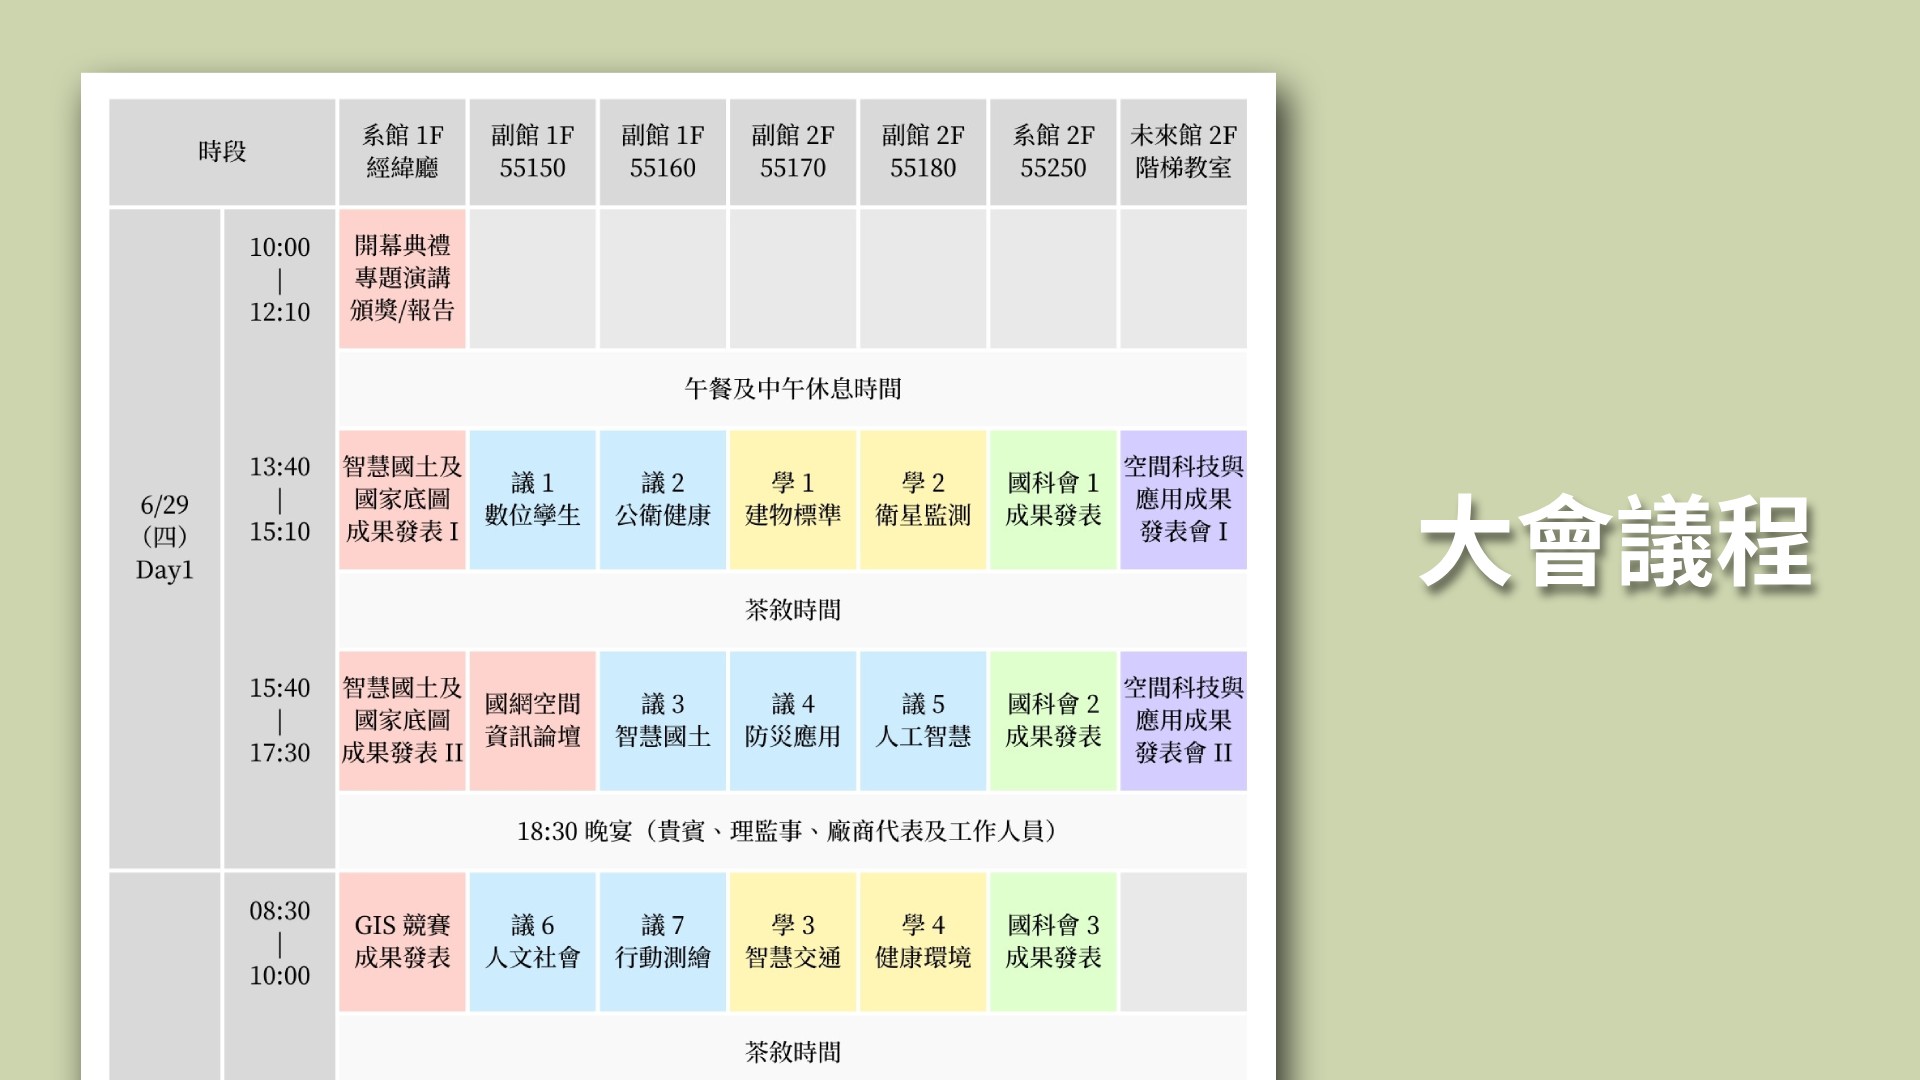 時段
系館 1F
經緯廳
副館 1F
55150
副館 1F
55160
副館 2F
55170
副館 2F
55180
系館 2F
55250
未來館 2F
階梯教室
6/29
（四）
Day1
10:00
|
12:10
開幕典禮
專題演講
頒獎/報告
午餐及中午休息時間
13:40
|
15:10
智慧國土及
國家底圖
成果發表 I
議 1
數位孿生
議 2
公衛健康
學 1
建物標準
學 2
衛星監測
國科會 1
成果發表
空間科技與
應用成果
發表會 I
茶敘時間
15:40
|
17:30
智慧國土及
國家底圖
成果發表 II
國網空間
資訊論壇
議 3
智慧國土
議 4
防災應用
議 5
人工智慧
國科會 2
成果發表
空間科技與
應用成果
發表會 II
18:30 晚宴（貴賓、理監事、廠商代表及工作人員）
08:30
|
10:00
GIS 競賽
成果發表
議 6
人文社會
議 7
行動測繪
學 3
智慧交通
學 4
健康環境
國科會 3
成果發表
茶敘時間
大會議程